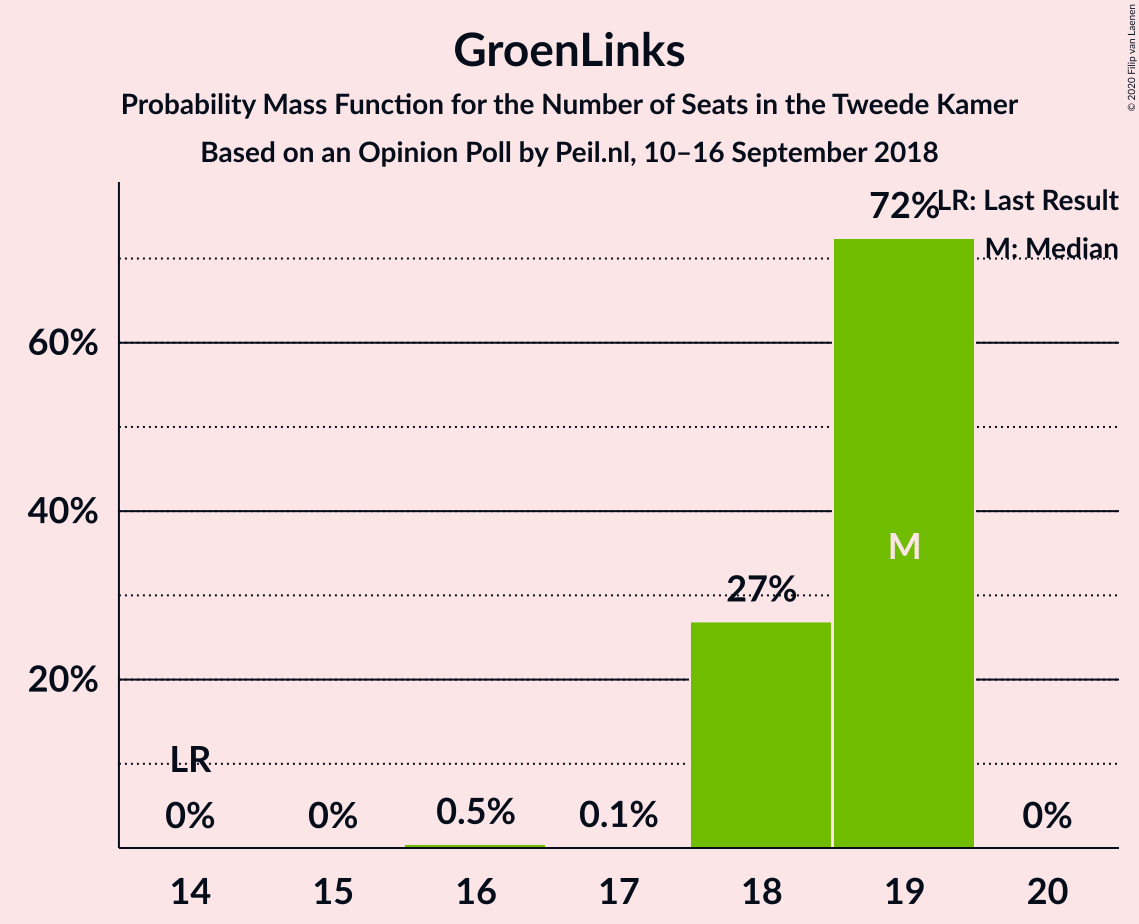 GroenLinks
Probability Mass Function for the Number of Seats in the Tweede Kamer
Based on an Opinion Poll by Peil.nl, 10–16 September 2018
© 2020 Filip van Laenen
LR: Last Result
M: Median
72%
60%
40%
M
27%
20%
LR
0%
0%
0.5%
0.1%
0%
14
15
16
17
18
19
20